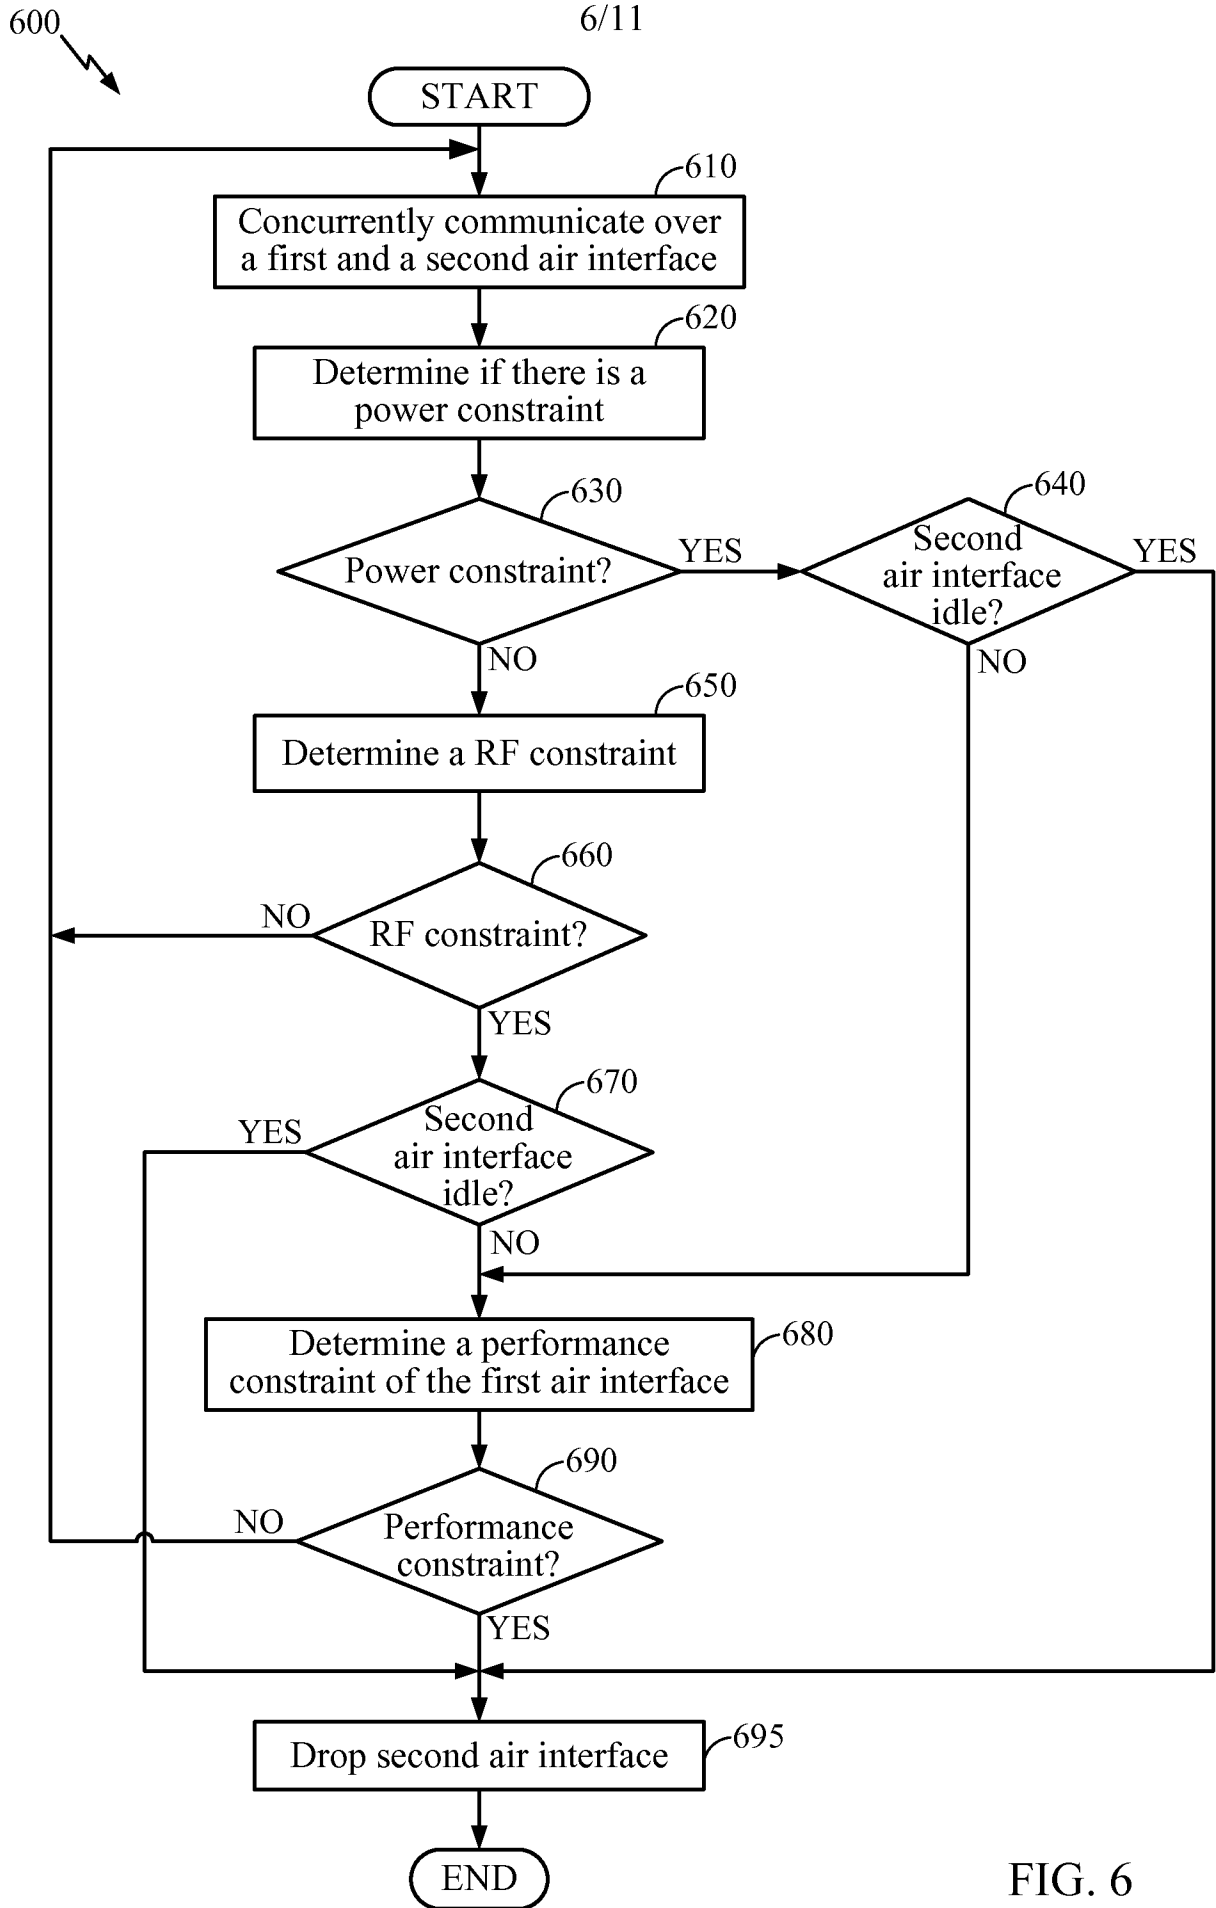 6/11
600
START
610
Concurrently communicate over
a first and a second air interface
620
Determine if there is a
power constraint
630
Power constraint?
YES
640
Second
air interface
idle?
YES
NO
NO
650
Determine a RF constraint
660
RF constraint?
NO
YES
670
Second
air interface
idle?
YES
NO
680
Determine a performance
constraint of the first air interface
690
Performance
constraint?
NO
YES
695
Drop second air interface
END
FIG. 6